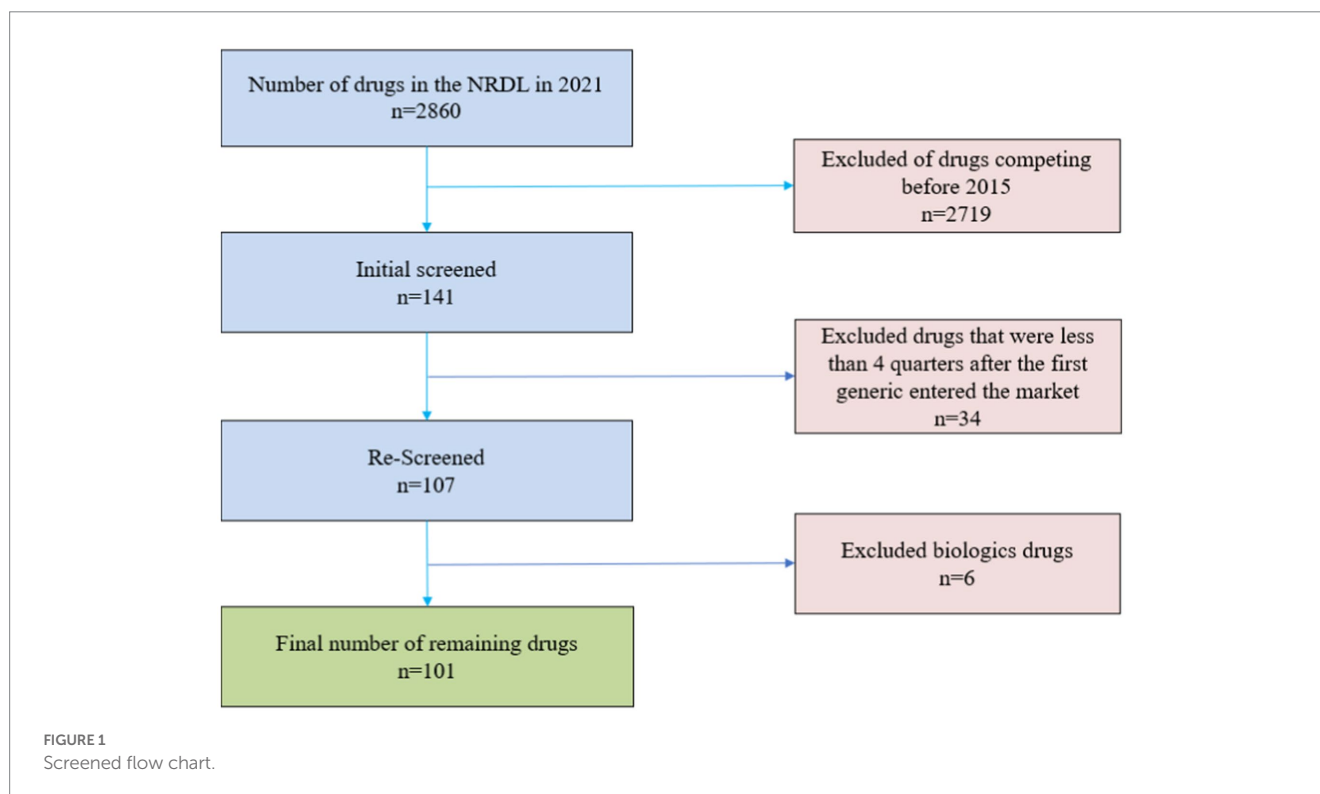 Number of drugs in the NRDL in 2021
n=2860
Excluded of drugs competing
before 2015
n=2719
Initial screened
n=141
Excluded drugs that were less
than 4 quarters after the first
generic entered the market
n=34
Re-Screened
n=107
Excluded biologics drugs
n=6
Final number of remaining drugs
n=101
FIGURE 1
Screened flow chart.